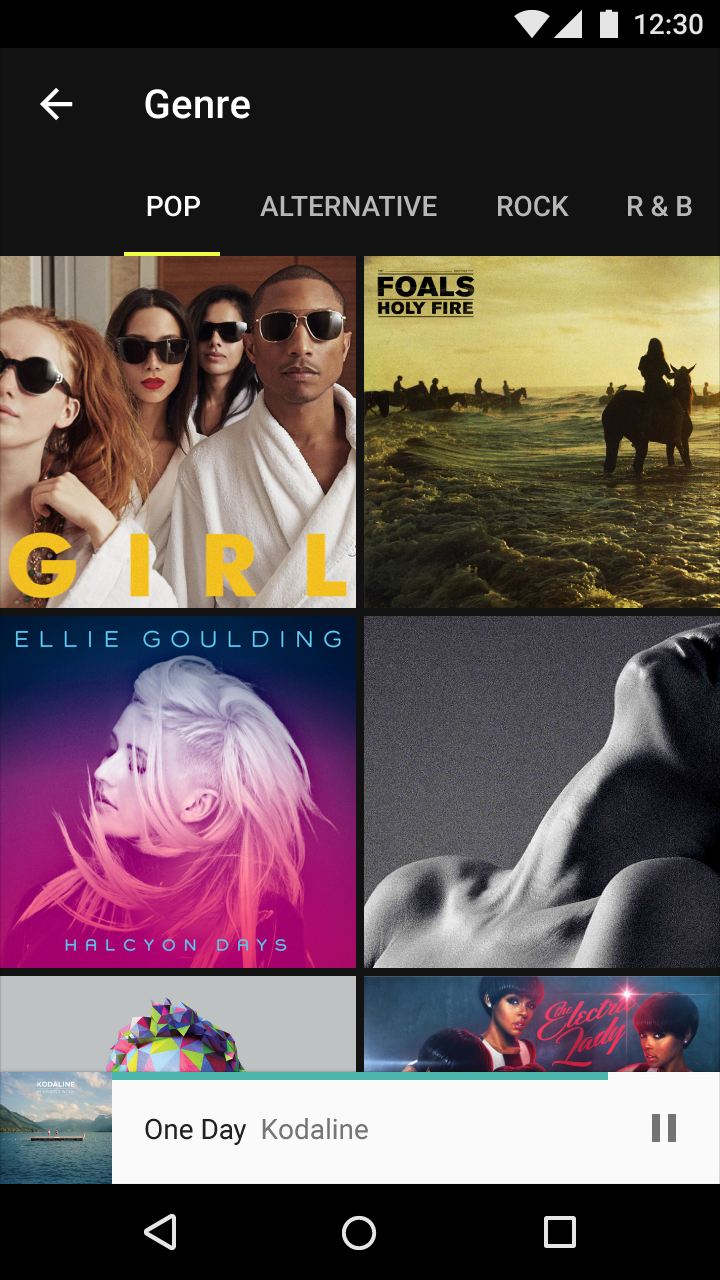 12:30
Genre
POP ALTERNATIVE ROCK R & B
GIRL
FOALS
HOLY FIRE
ELLIE GOULDING
HALCYON DAYS
the Electric
Lady
KODALINE
One Day Kodaline